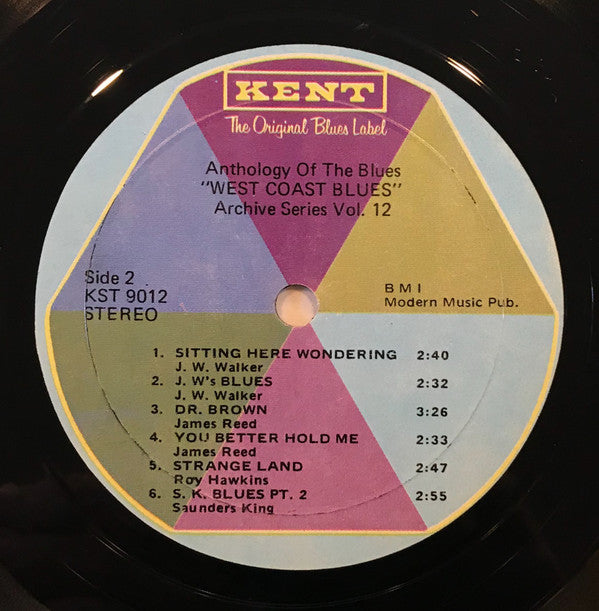 KENT
The Original Blues Label
Anthology Of The Blues
"WEST COAST BLUES"
Archive Series Vol. 12
Side 2
KST 9012
STEREO
B M I
Modern Music Pub.
1. SITTING HERE WONDERING 2:40
J. W. Walker
2. J. W's BLUES 2:32
J. W. Walker
3. DR. BROWN 3:26
James Reed
4. YOU BETTER HOLD ME 2:33
James Reed
5. STRANGE LAND 2:47
Roy Hawkins
6. S. K. BLUES PT. 2 2:55
Saunders King